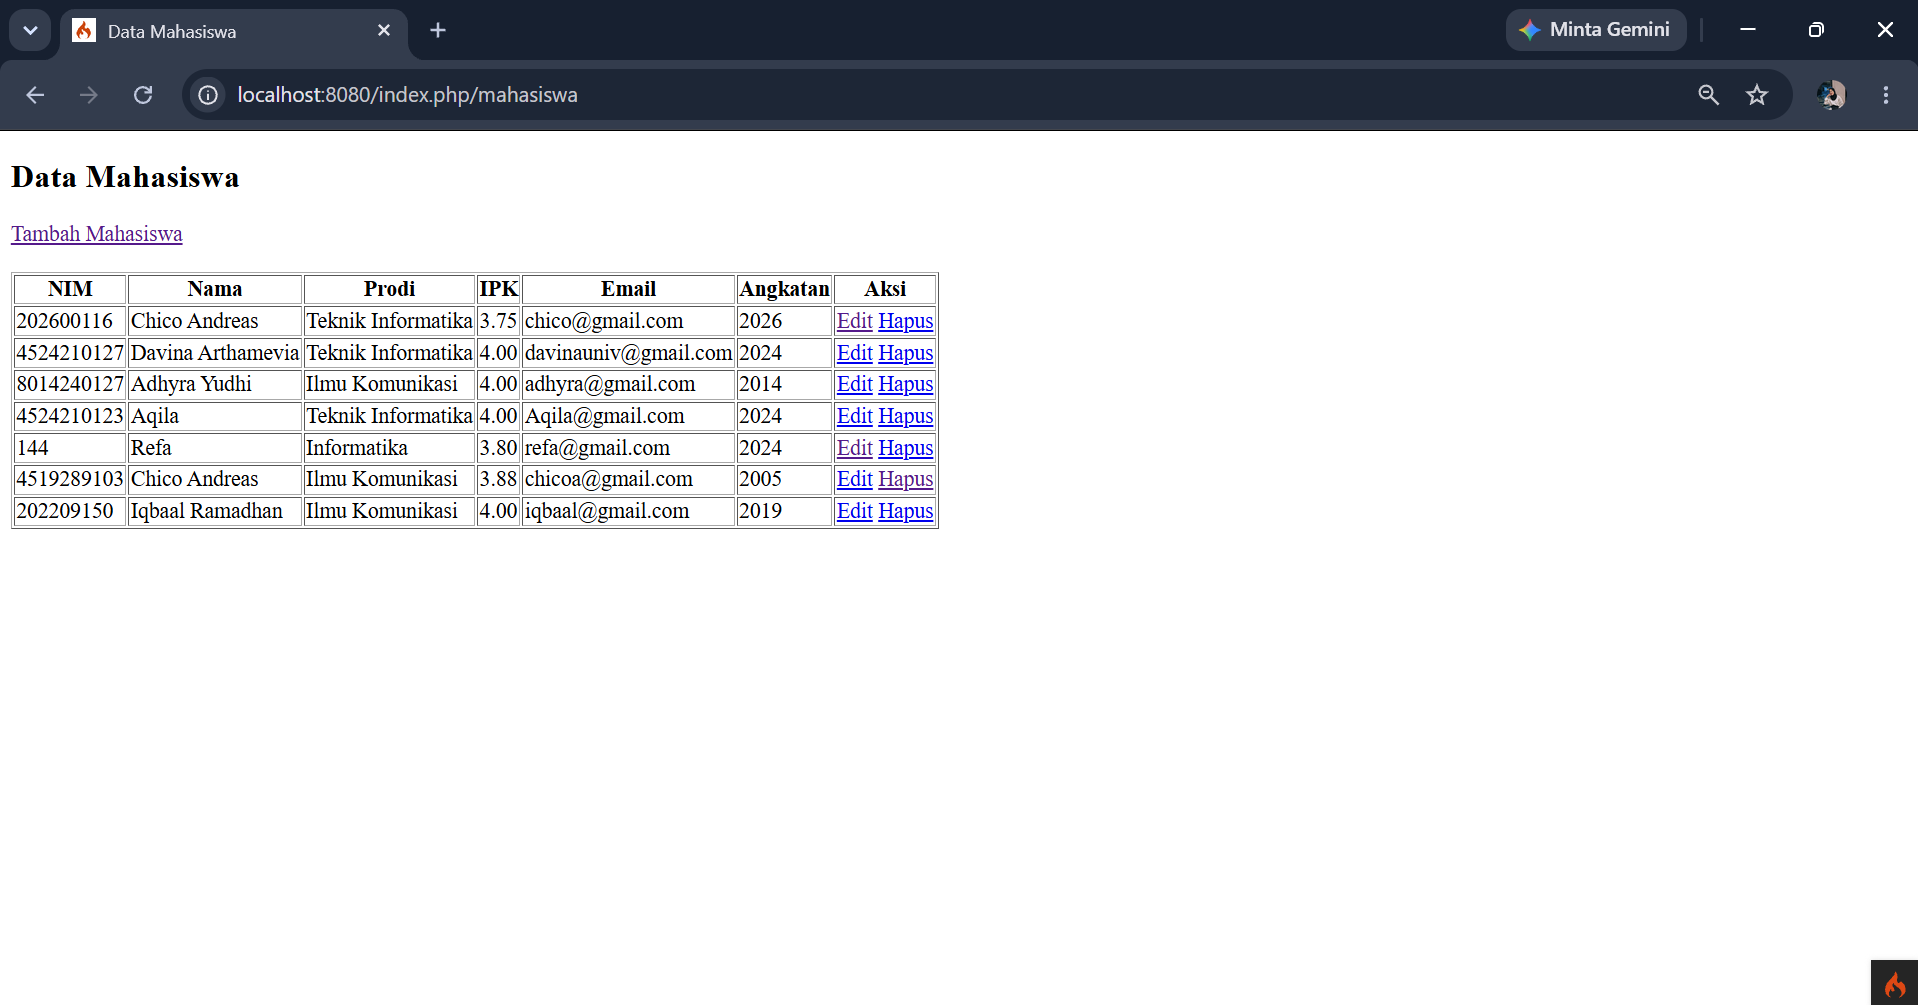 Data Mahasiswa
Minta Gemini
localhost:8080/index.php/mahasiswa
Data Mahasiswa
Tambah Mahasiswa
NIM Nama Prodi IPK Email Angkatan Aksi
202600116 Chico Andreas Teknik Informatika 3.75 chico@gmail.com 2026 Edit Hapus
4524210127 Davina Arthamevia Teknik Informatika 4.00 davinauniv@gmail.com 2024 Edit Hapus
8014240127 Adhyra Yudhi Ilmu Komunikasi 4.00 adhyra@gmail.com 2014 Edit Hapus
4524210123 Aqila Teknik Informatika 4.00 Aqila@gmail.com 2024 Edit Hapus
144 Refa Informatika 3.80 refa@gmail.com 2024 Edit Hapus
4519289103 Chico Andreas Ilmu Komunikasi 3.88 chicoa@gmail.com 2005 Edit Hapus
202209150 Iqbaal Ramadhan Ilmu Komunikasi 4.00 iqbaal@gmail.com 2019 Edit Hapus